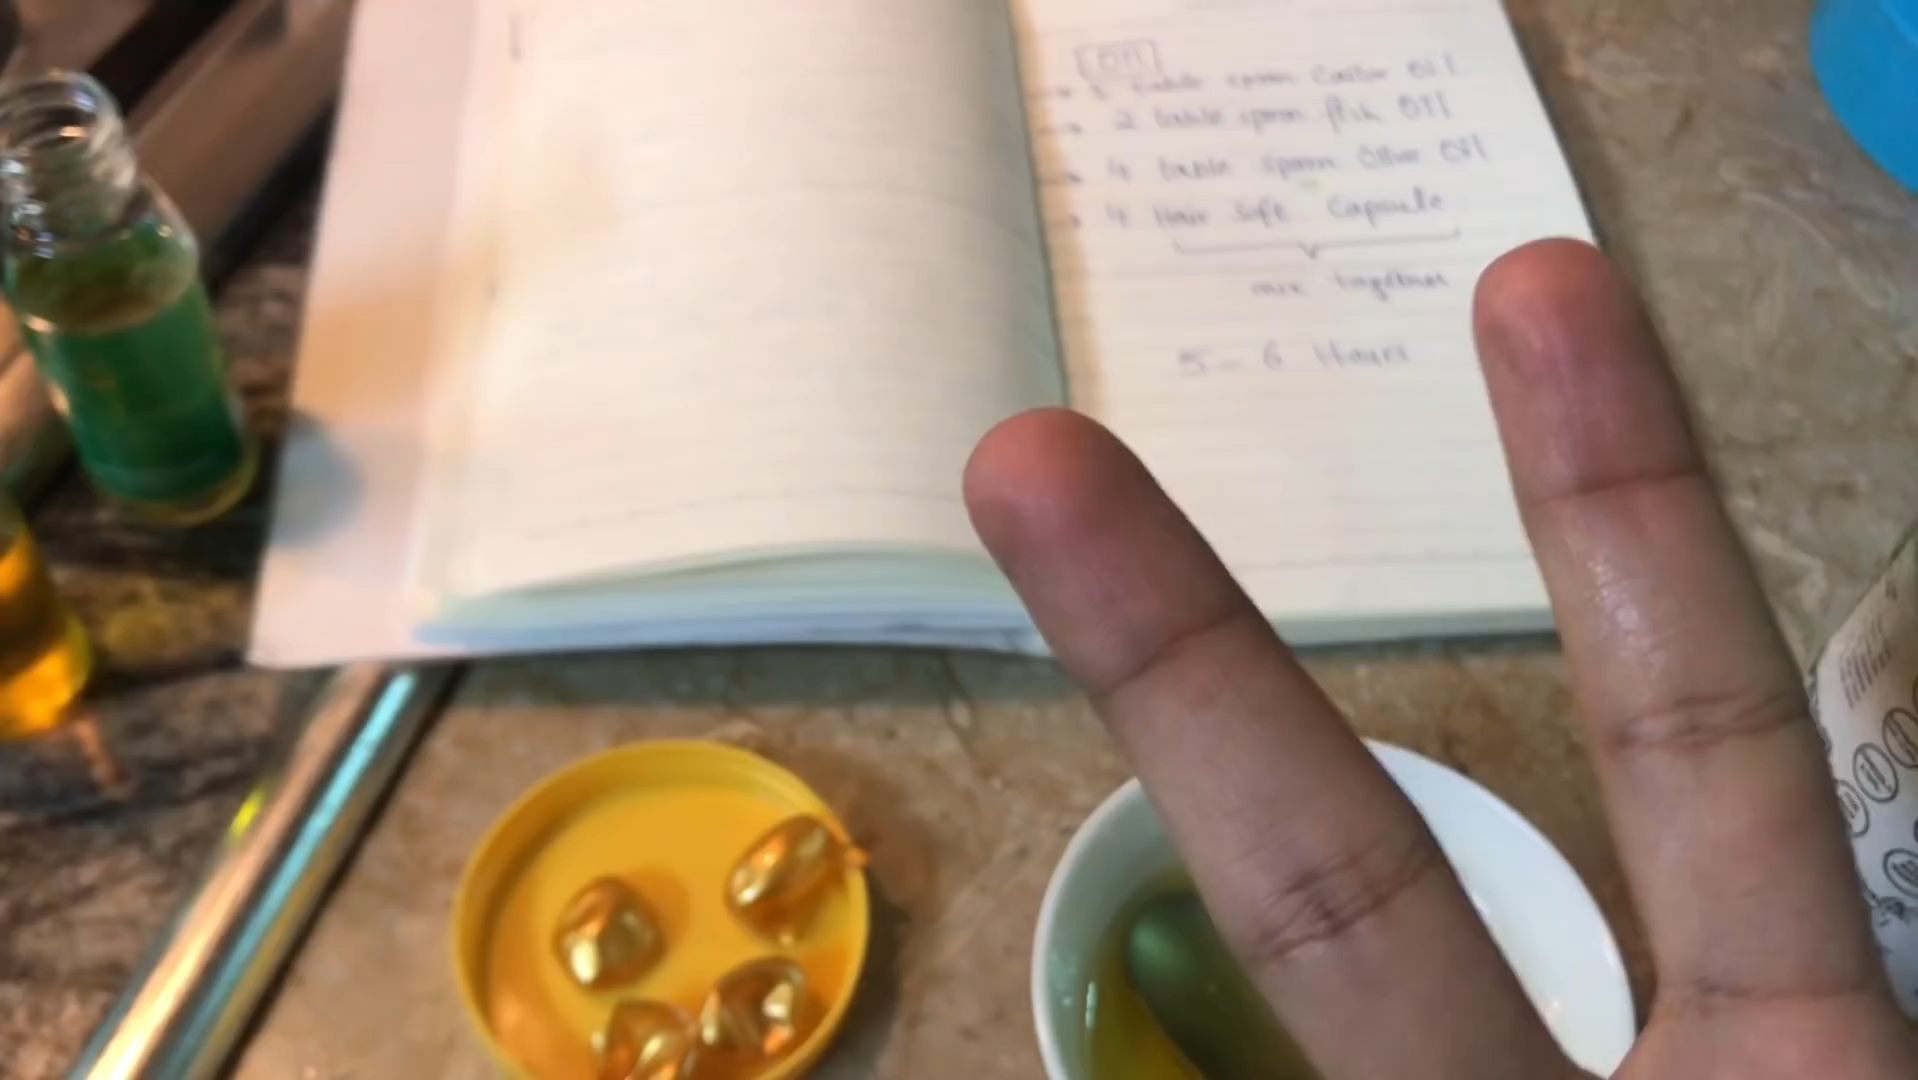 Oil
table spoon Castor Oil
2 table spoon fish Oil
4 table spoon Olive Oil
4 Hair Soft Capsule
mix together
5 - 6 Hours